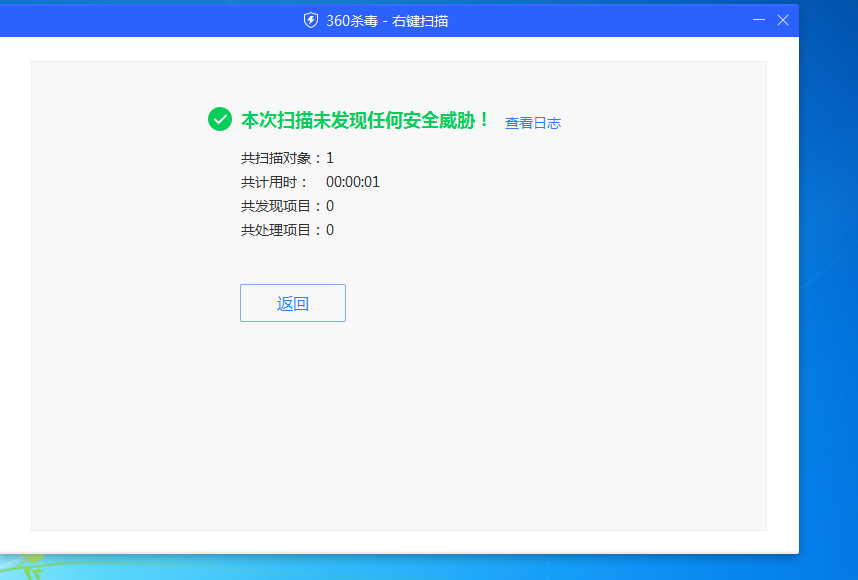 360杀毒 - 右键扫描
本次扫描未发现任何安全威胁！ 查看日志
共扫描对象：1
共计用时： 00:00:01
共发现项目：0
共处理项目：0
返回